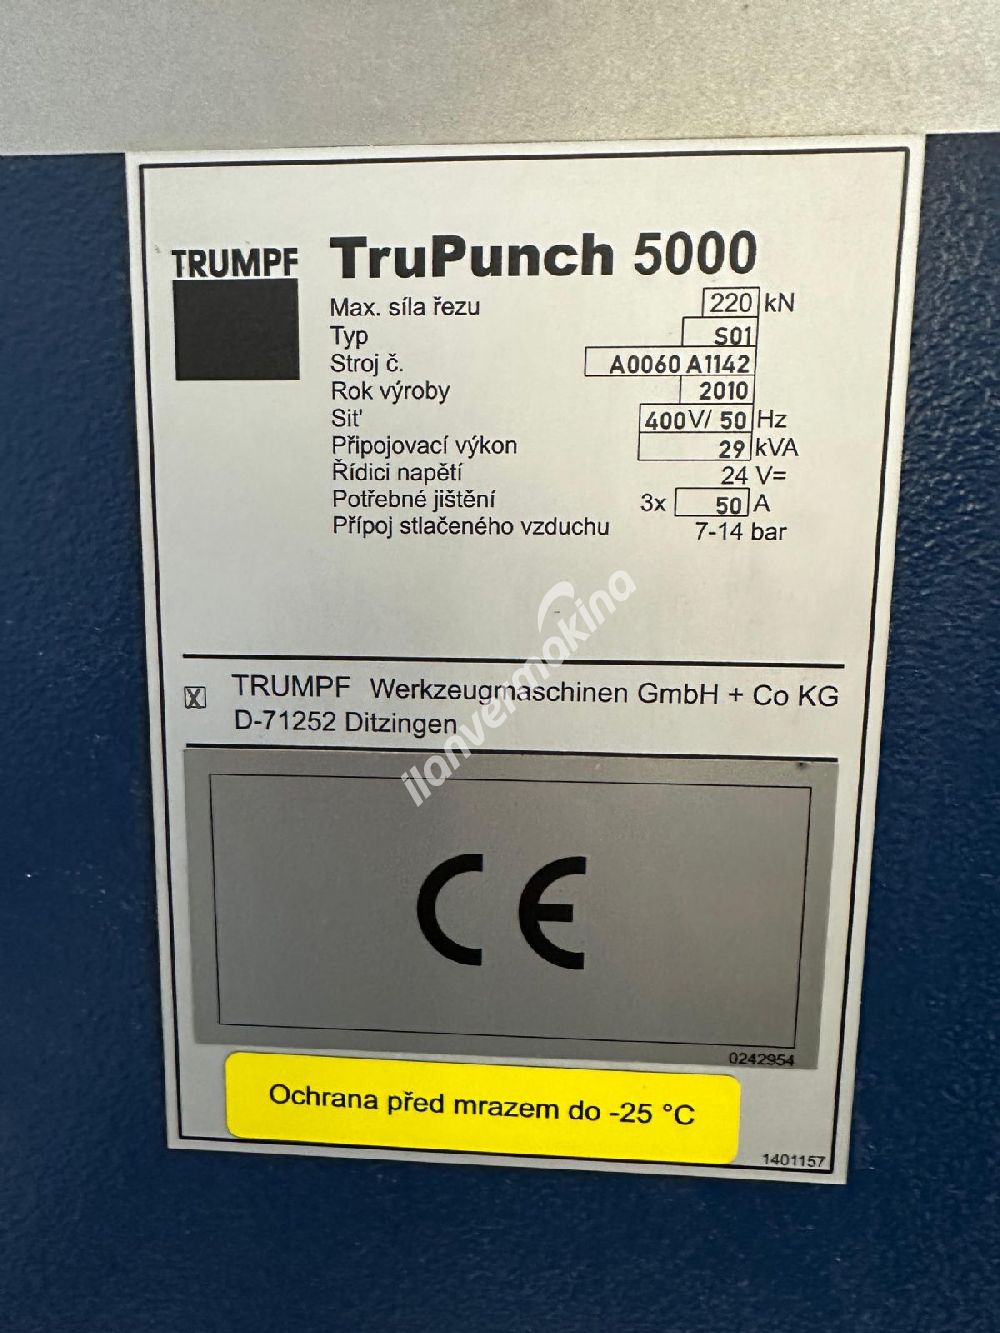 TRUMPF
TruPunch 5000
Max. síla řezu 220 kN
Typ S01
Stroj č. A0060 A1142
Rok výroby 2010
Sit' 400V/ 50 Hz
Připojovací výkon 29 kVA
Řídici napětí 24 V=
Potřebné jištění 3x 50 A
Přípoj stlačeného vzduchu 7-14 bar
X TRUMPF Werkzeugmaschinen GmbH + Co KG
D-71252 Ditzingen
ilanvermakina
CE
0242954
Ochrana před mrazem do -25 °C
1401157